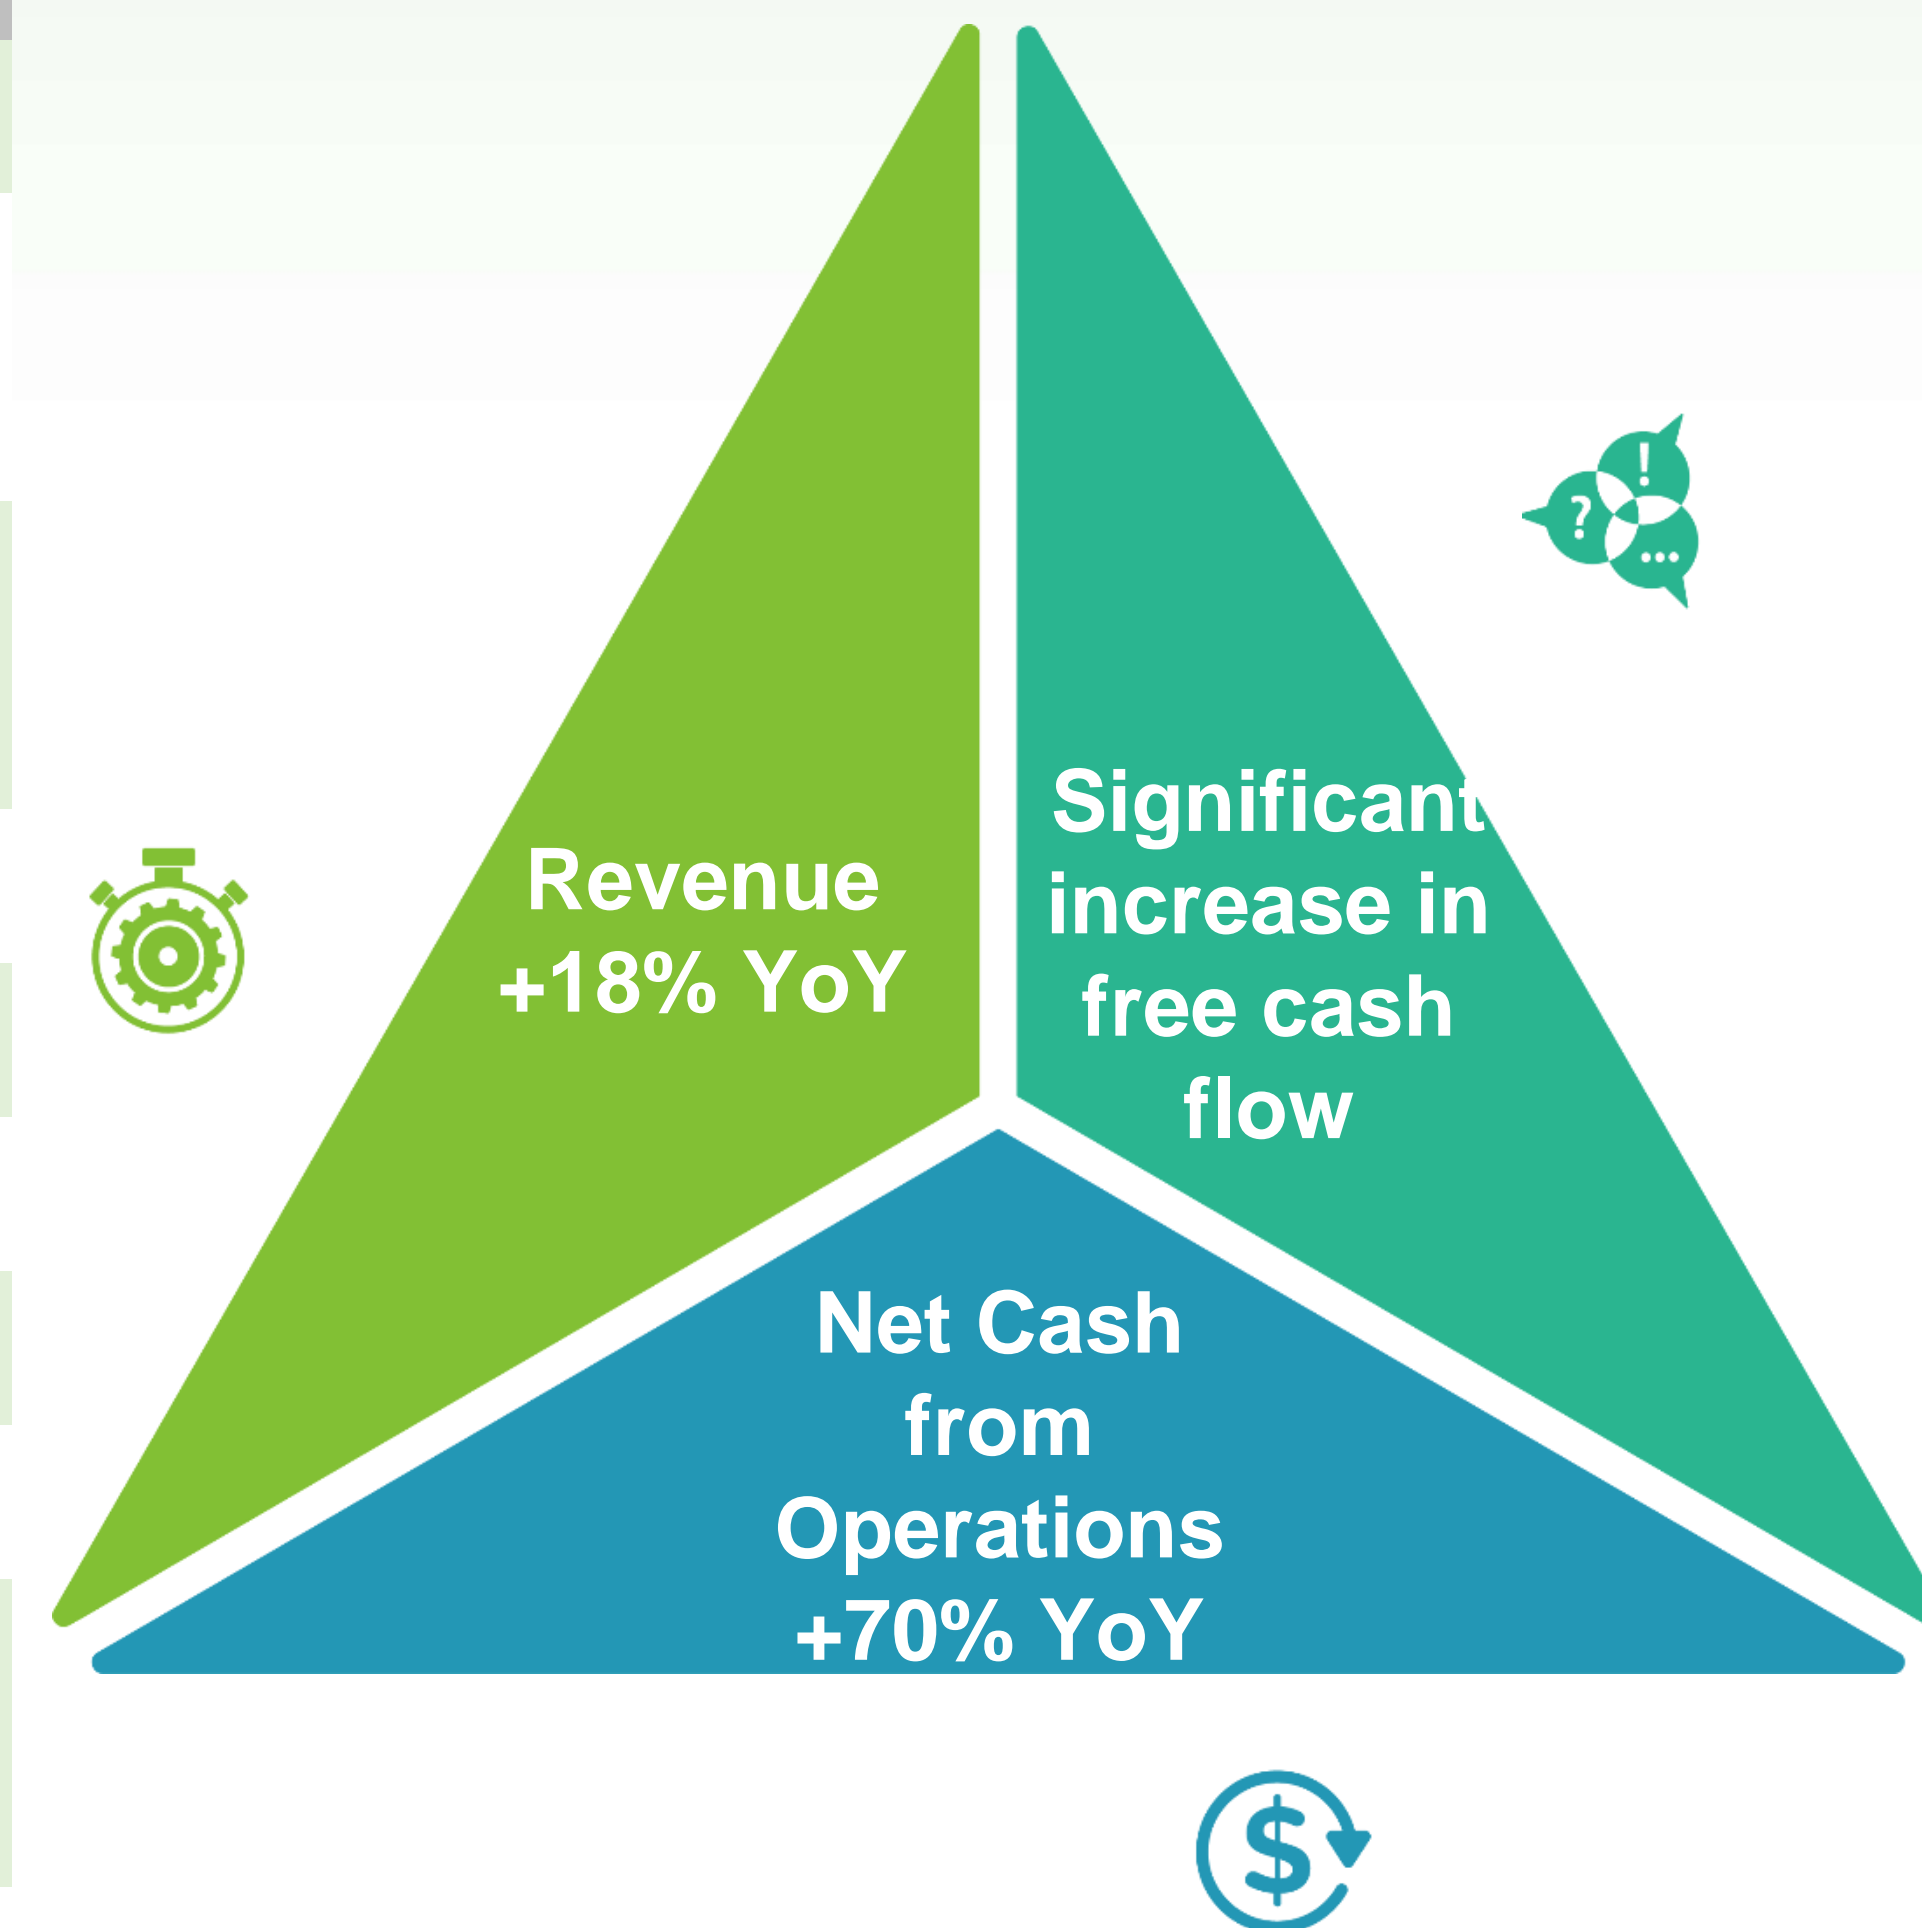 Revenue
+18% YoY
Significant
increase in
free cash
flow
Net Cash
from
Operations
+70% YoY